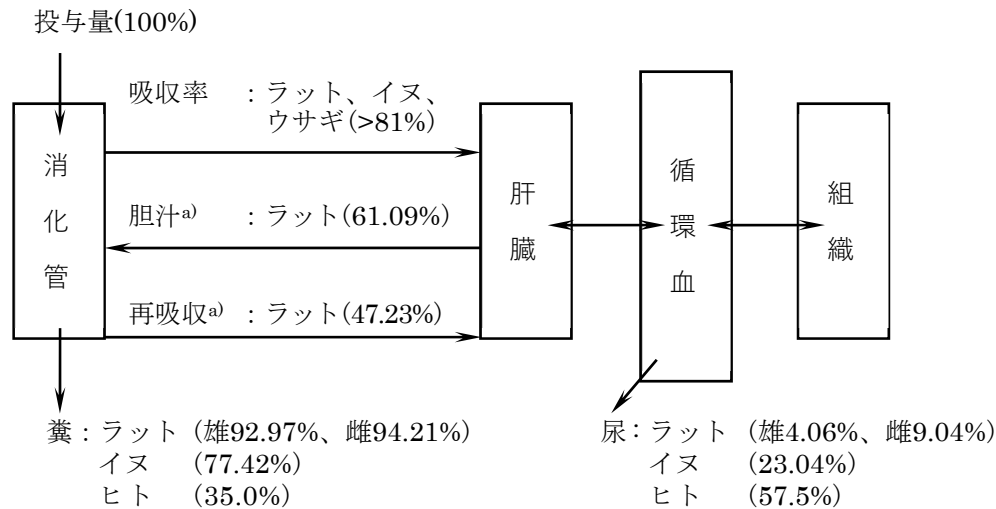 投与量(100%)
吸収率 ：ラット、イヌ、
ウサギ(>81%)
消化管
胆汁a) ：ラット(61.09%)
再吸収a) ：ラット(47.23%)
肝臓
循環血
組織
糞：ラット (雄92.97%、雌94.21%)
イヌ (77.42%)
ヒト (35.0%)
尿：ラット (雄4.06%、雌9.04%)
イヌ (23.04%)
ヒト (57.5%)